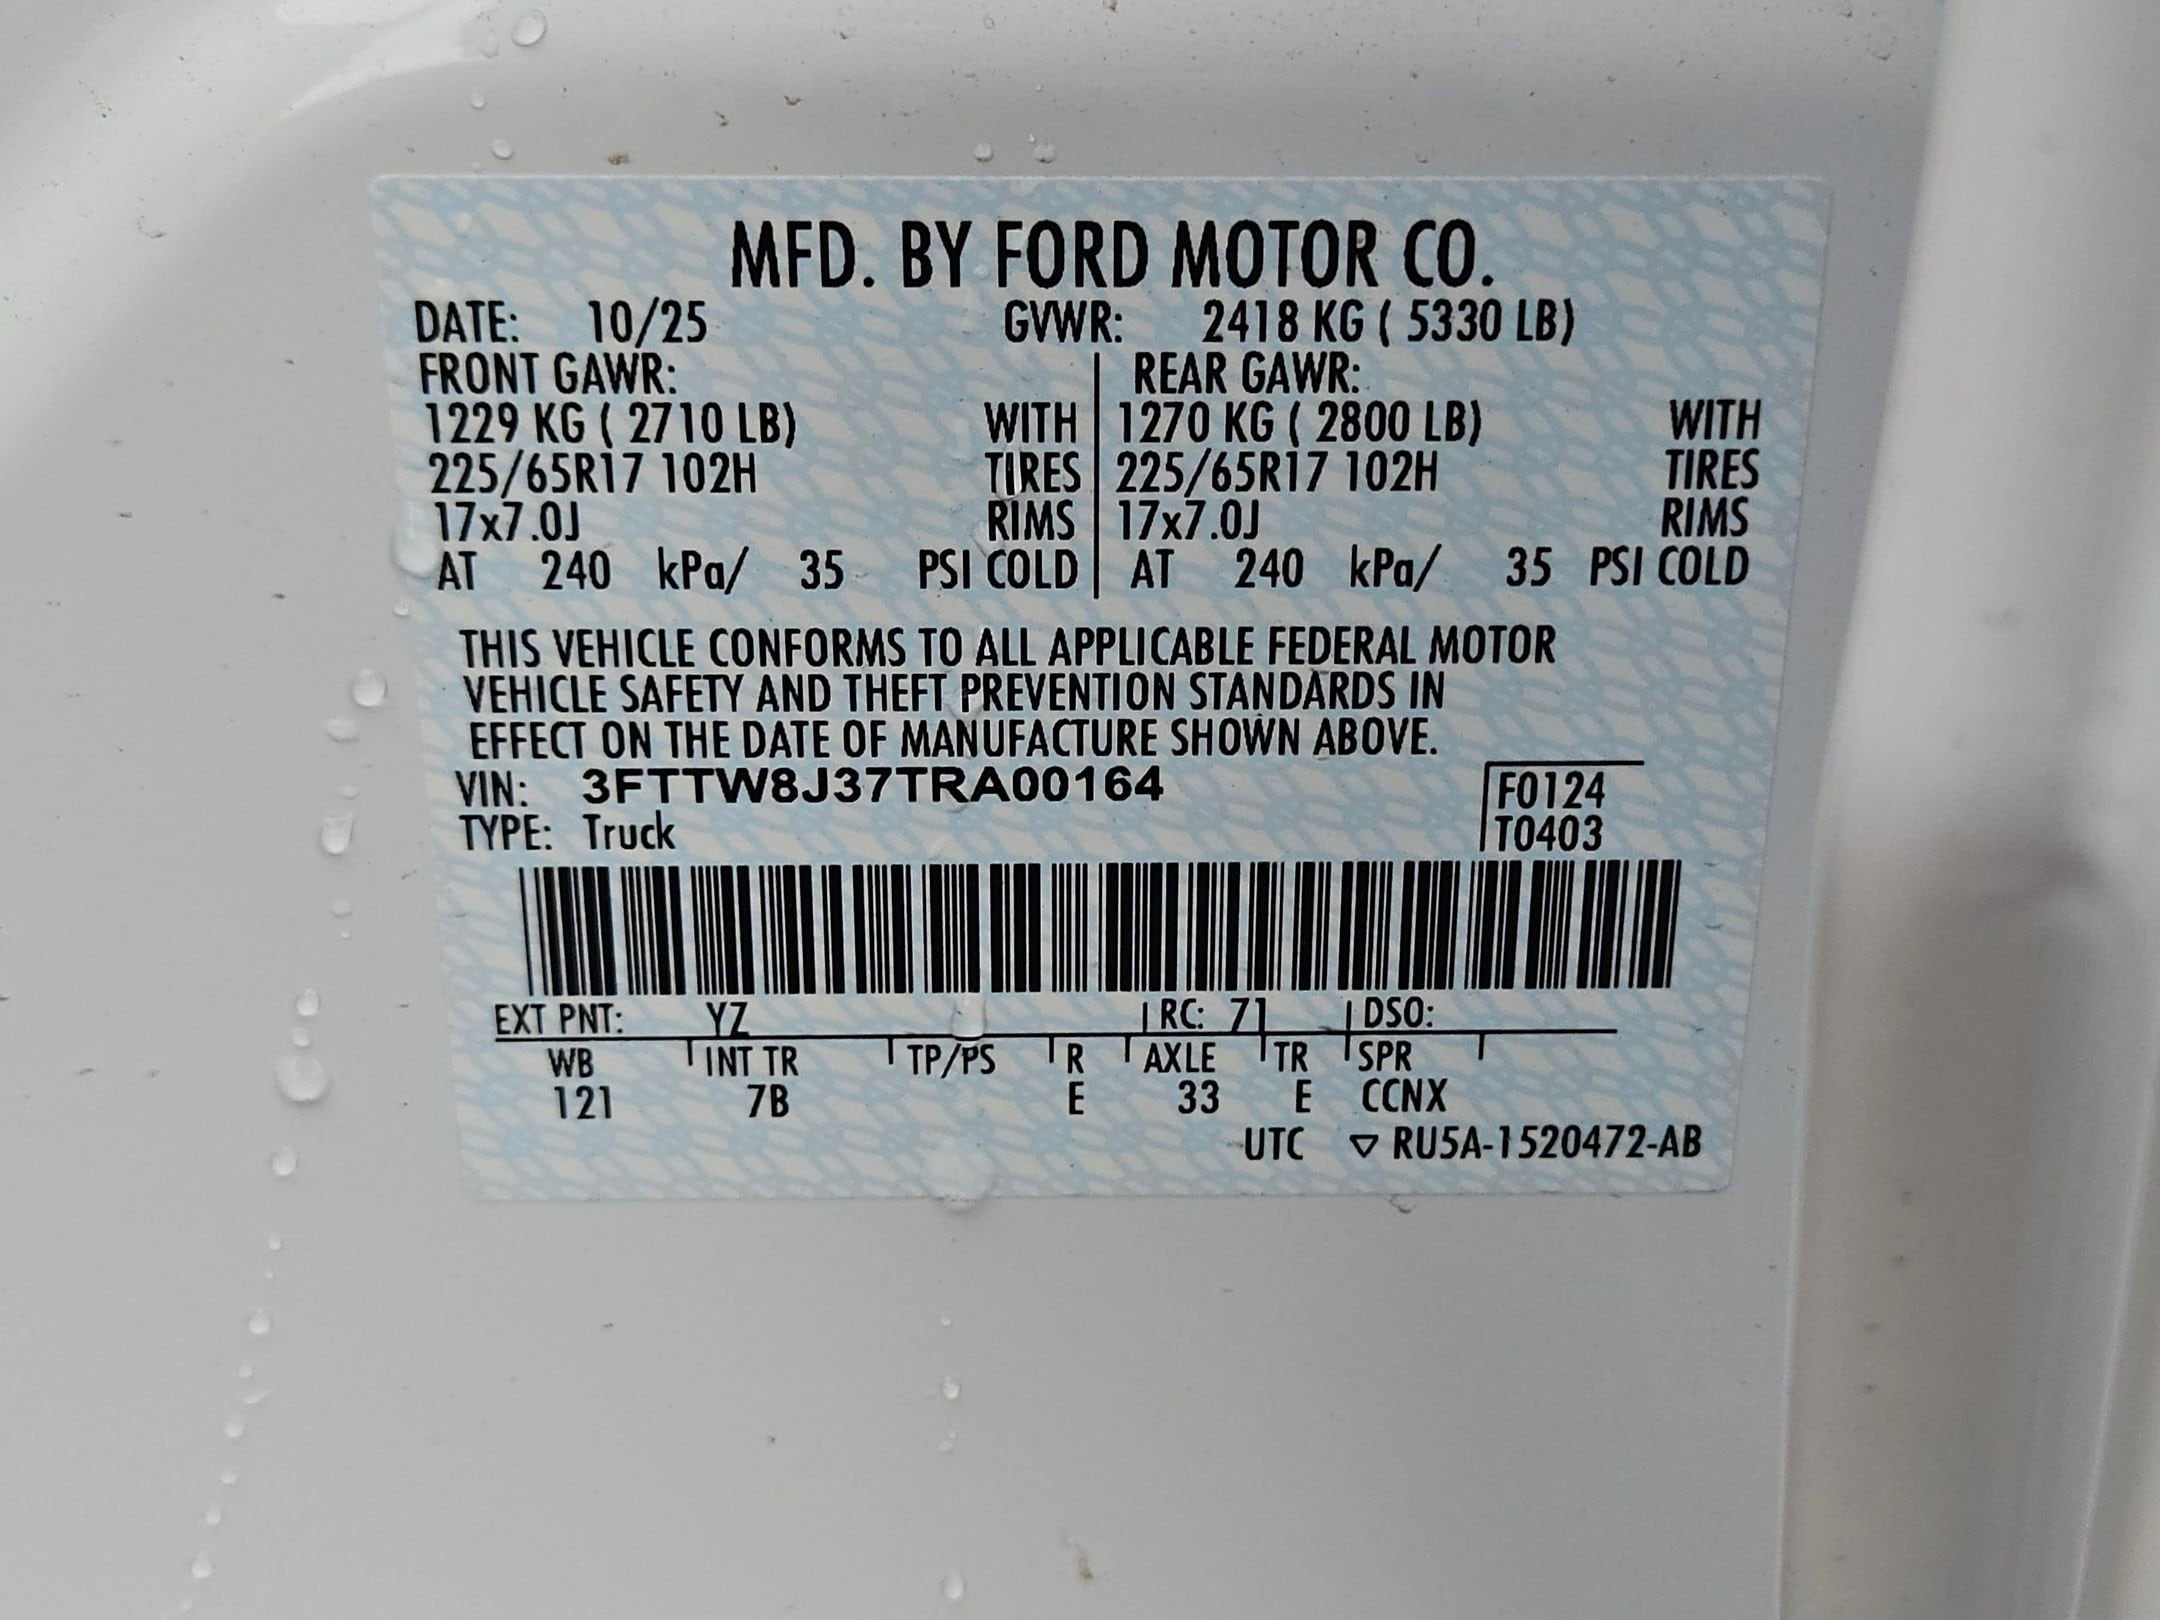 MFD. BY FORD MOTOR CO.
DATE: 10/25 GVWR: 2418 KG ( 5330 LB)
FRONT GAWR: REAR GAWR:
1229 KG ( 2710 LB) WITH 1270 KG ( 2800 LB) WITH
225/65R17 102H TIRES 225/65R17 102H TIRES
17x7.0J RIMS 17x7.0J RIMS
AT 240 kPa/ 35 PSI COLD AT 240 kPa/ 35 PSI COLD
THIS VEHICLE CONFORMS TO ALL APPLICABLE FEDERAL MOTOR
VEHICLE SAFETY AND THEFT PREVENTION STANDARDS IN
EFFECT ON THE DATE OF MANUFACTURE SHOWN ABOVE.
VIN: 3FTTW8J37TRA00164 F0124
TYPE: Truck T0403
EXT PNT: YZ RC: 71 DSO:
WB INT TR TP/PS R AXLE TR SPR
121 7B E 33 E CCNX
UTC ▽ RU5A-1520472-AB